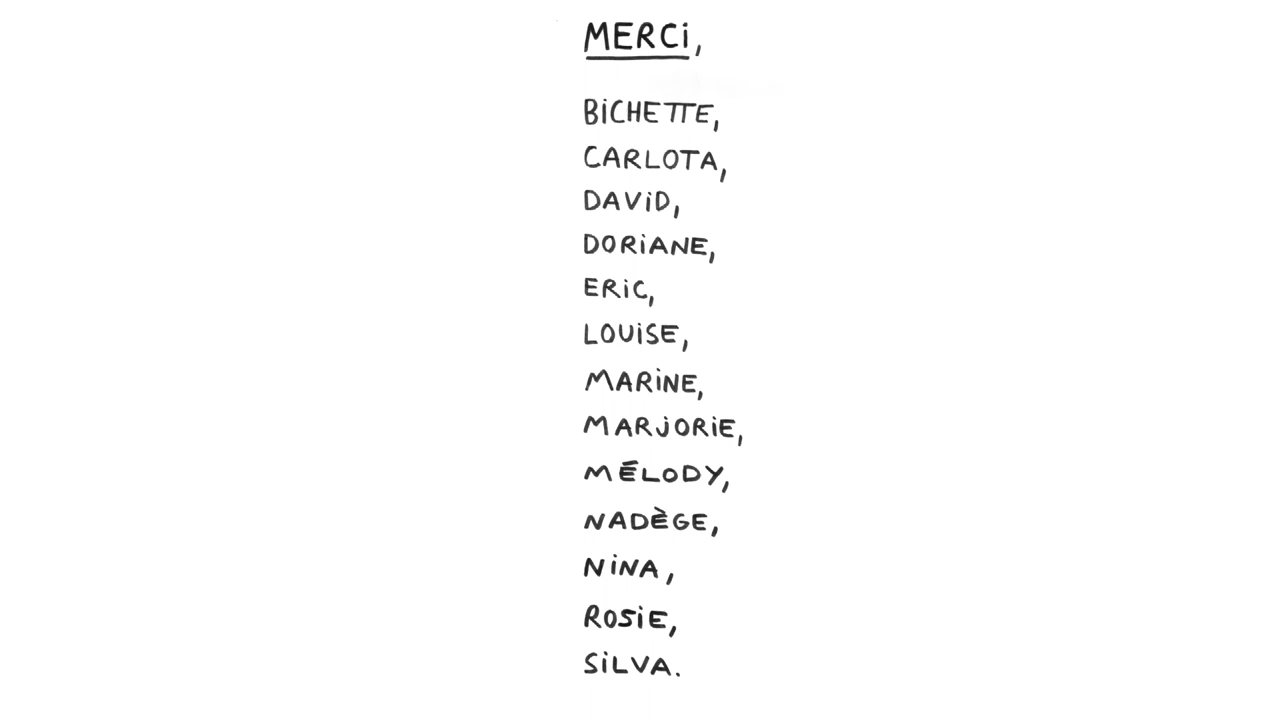 MERCi,
BiCHETTE,
CARLOTA,
DAViD,
DORiANE,
ERiC,
LOUiSE,
MARiNE,
MARJORiE,
MÉLODY,
NADÈGE,
NiNA,
ROSiE,
SiLVA.